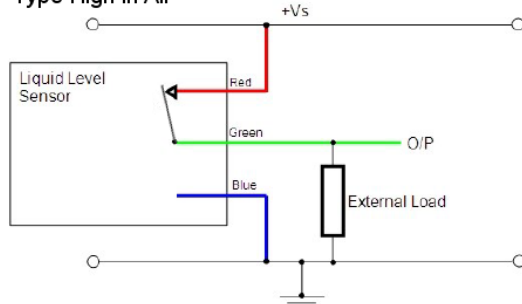 Type High in Air
+Vs
Liquid Level
Sensor
Red
Green
O/P
Blue
External Load